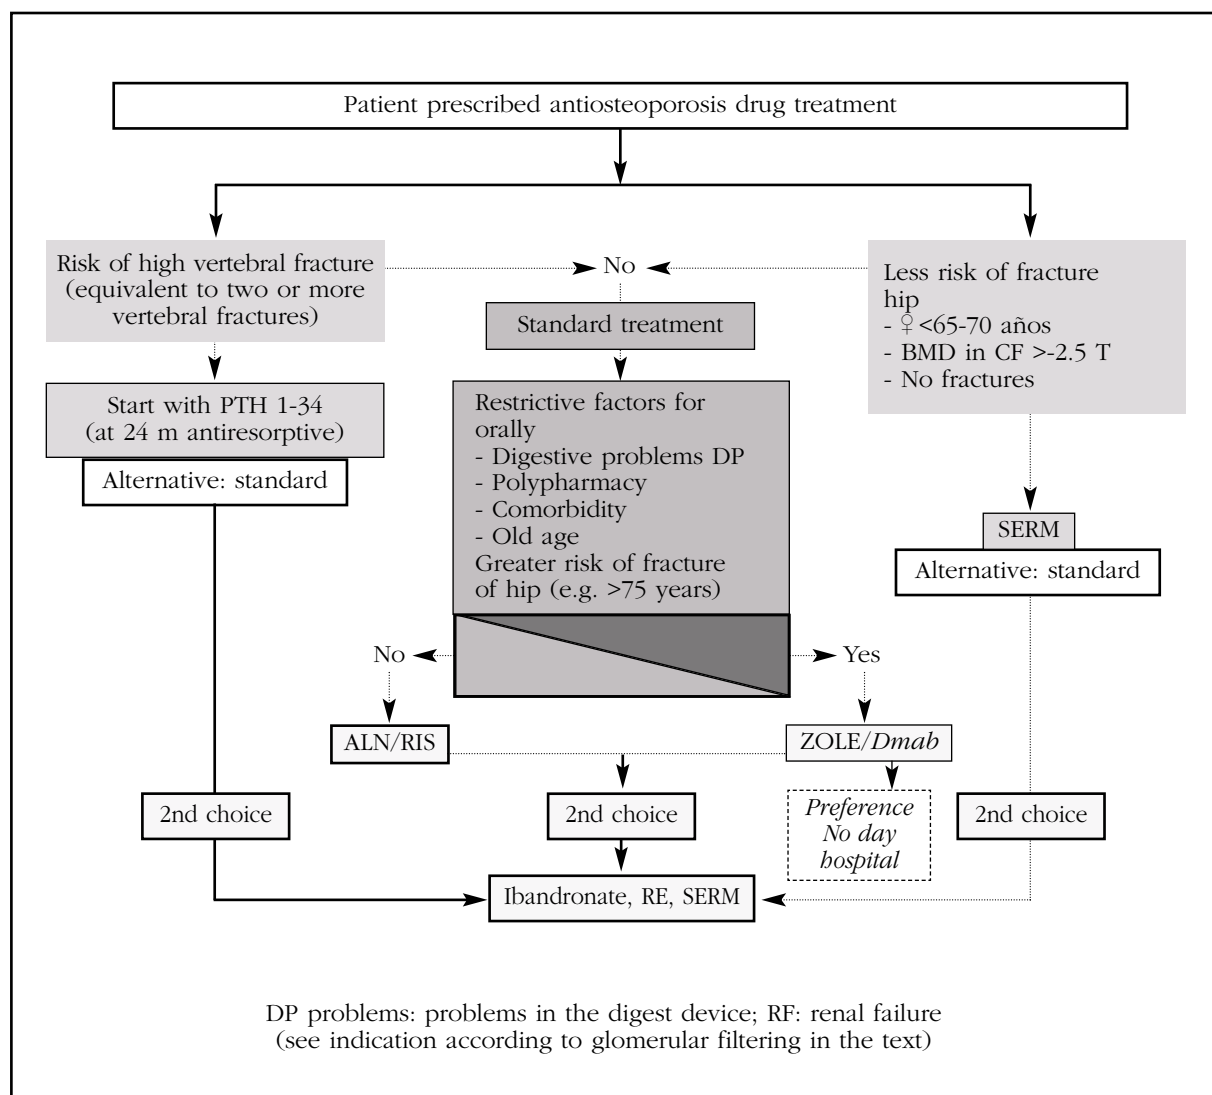 Patient prescribed antiosteoporosis drug treatment
Risk of high vertebral fracture
(equivalent to two or more
vertebral fractures)
No
Less risk of fracture
hip
- ♀<65-70 años
- BMD in CF >-2.5 T
- No fractures
Standard treatment
Start with PTH 1-34
(at 24 m antiresorptive)
Alternative: standard
Restrictive factors for
orally
- Digestive problems DP
- Polypharmacy
- Comorbidity
- Old age
Greater risk of fracture
of hip (e.g. >75 years)
SERM
Alternative: standard
No
Yes
ALN/RIS
ZOLE/Dmab
2nd choice
2nd choice
Preference
No day
hospital
2nd choice
Ibandronate, RE, SERM
DP problems: problems in the digest device; RF: renal failure
(see indication according to glomerular filtering in the text)